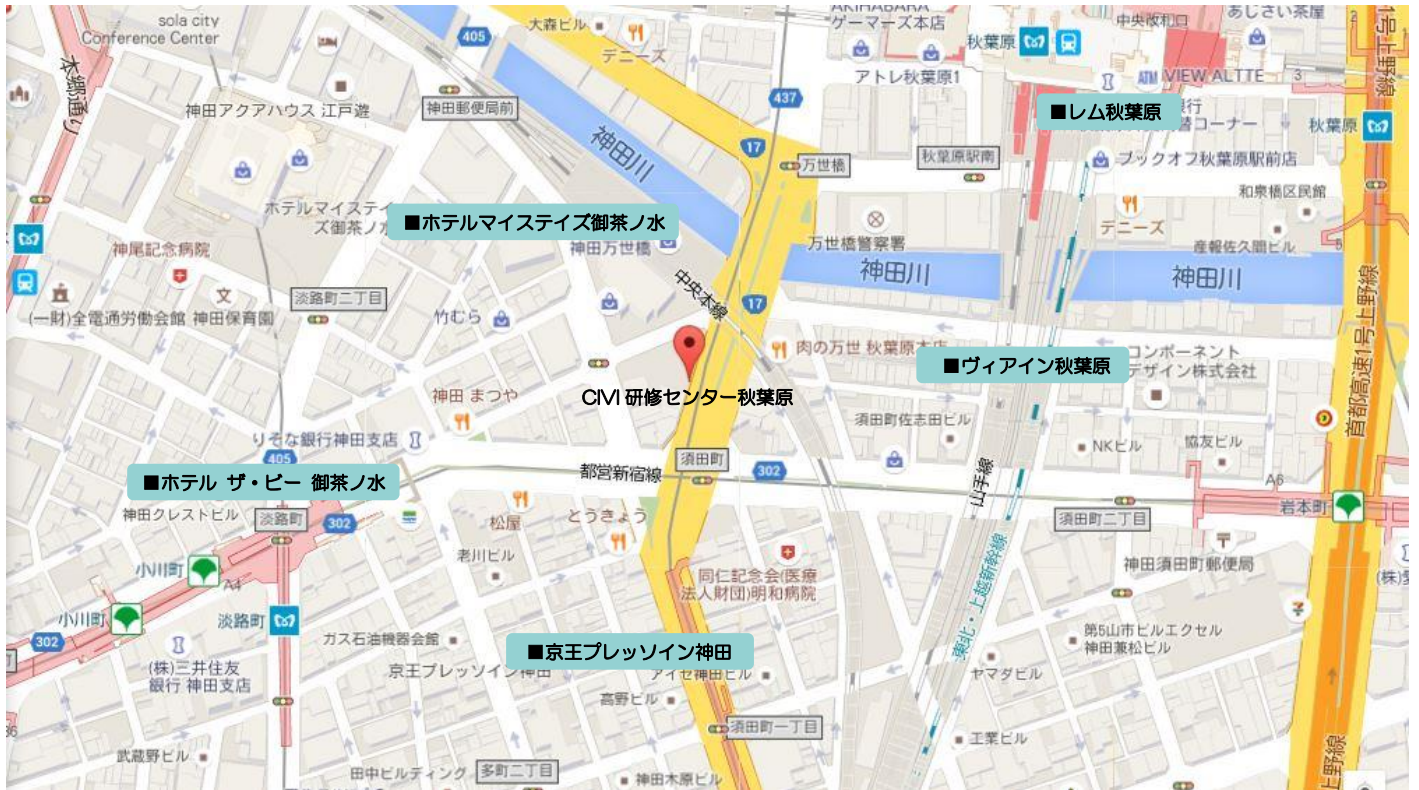 sola city
Conference Center
本郷通り
405
大森ビル
デニーズ
ゲーマーズ本店
秋葉原
中央改札口
あじさい茶屋
1号上野線
2
アトレ秋葉原1
ATM VIEW ALTTE
3
神田アクアハウス 江戸遊
神田郵便局前
437
■レム秋葉原
行
替コーナー
秋葉原
神田川
17
万世橋
秋葉原駅南
ブックオフ秋葉原駅前店
和泉橋区民館
ホテルマイステイ
ズ御茶ノ水
■ホテルマイステイズ御茶ノ水
神田万世橋
万世橋警察署
デニーズ
産報佐久間ビル
5
神尾記念病院
神田川
神田川
中央本線
淡路町二丁目
17
首都高速1号上野線
(一財)全電通労働会館
神田保育園
竹むら
肉の万世 秋葉原本店
■ヴィアイン秋葉原
コンポーネント
デザイン株式会社
CIVI 研修センター秋葉原
神田 まつや
須田町佐志田ビル
りそな銀行神田支店
NKビル
協友ビル
405
須田町
302
都営新宿線
山手線
A6
■ホテル ザ・ビー 御茶ノ水
岩本町
神田クレストビル
淡路町
302
松屋
とうきょう
須田町二丁目
老川ビル
東北・上越新幹線
神田須田町郵便局
小川町
A4
同仁記念会(医療
法人財団)明和病院
(株)
小川町
淡路町
302
ガス石油機器会館
第5山市ビルエクセル
神田兼松ビル
■京王プレッソイン神田
(株)三井住友
銀行 神田支店
京王プレッソイン神田
アイセ神田ビル
ヤマダビル
高野ビル
須田町一丁目
工業ビル
武蔵野ビル
田中ビルディング
多町二丁目
神田木原ビル
上野線